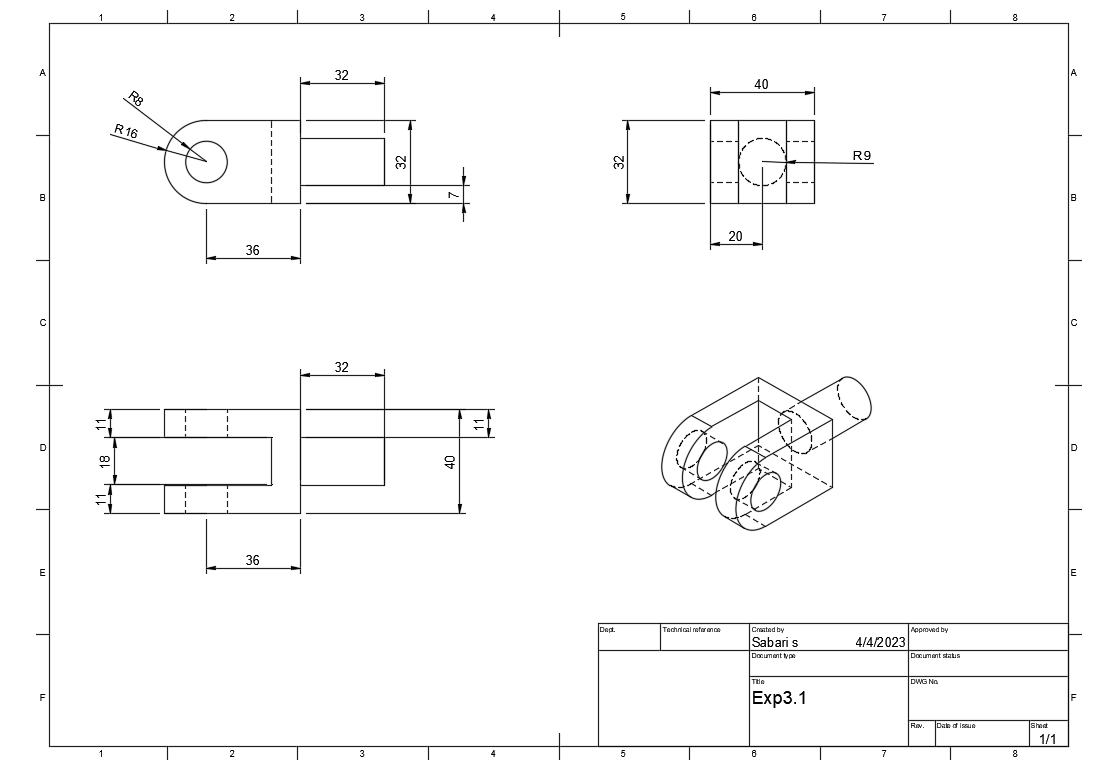 1 2 3 4 5 6 7 8
A A
32
40
R8
R16
32
32
R9
B 7 B
36
20
C C
32
11
11
D 18 40 D
11
36
E E
Dept. Technical reference Created by Approved by
Sabari s 4/4/2023
Document type Document status
Title DWG No.
Exp3.1
F F
Rev. Date of issue Sheet
1/1
1 2 3 4 5 6 7 8